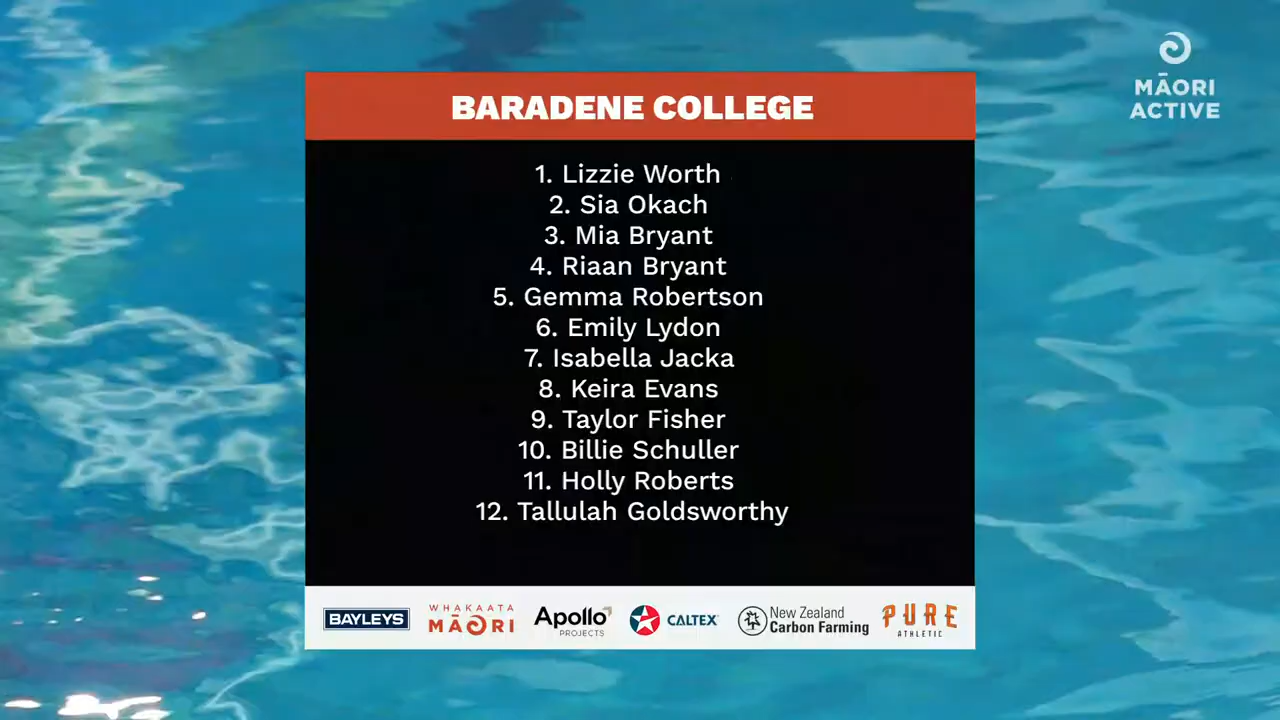 MĀORI
ACTIVE
BARADENE COLLEGE
1. Lizzie Worth
2. Sia Okach
3. Mia Bryant
4. Riaan Bryant
5. Gemma Robertson
6. Emily Lydon
7. Isabella Jacka
8. Keira Evans
9. Taylor Fisher
10. Billie Schuller
11. Holly Roberts
12. Tallulah Goldsworthy
BAYLEYS
WHAKAATA
MĀORI
Apollo
PROJECTS
CALTEX
New Zealand
Carbon Farming
PURE
ATHLETIC